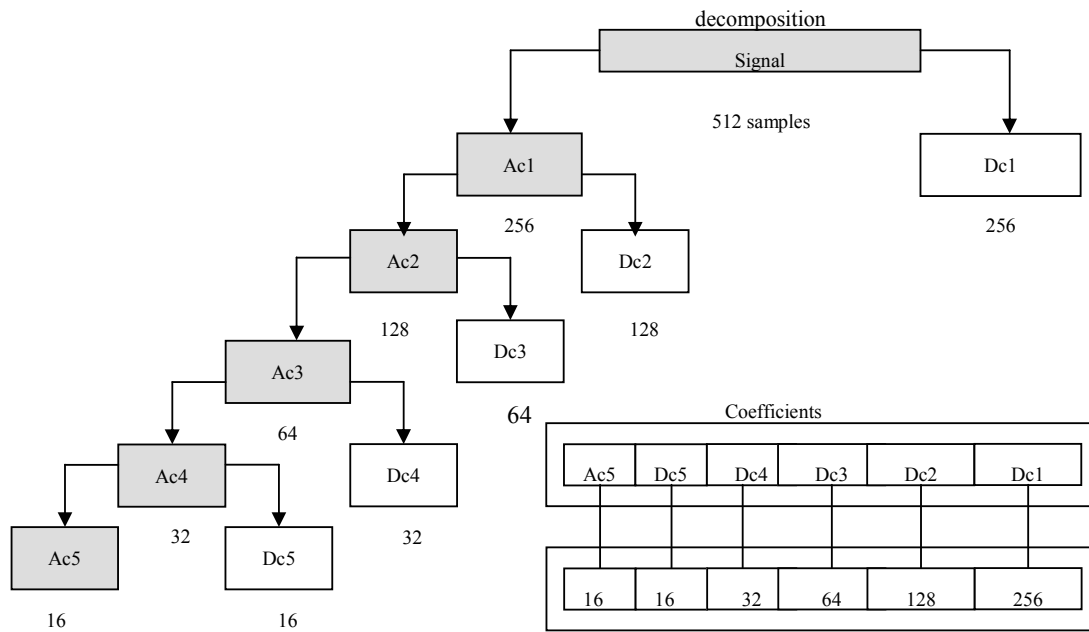 decomposition
Signal
512 samples
Ac1
Dc1
256
256
Ac2
Dc2
128
128
Dc3
Ac3
64
64
Coefficients
Ac4
Dc4
Ac5 Dc5 Dc4 Dc3 Dc2 Dc1
32
32
Ac5
Dc5
16 16 32 64 128 256
16
16